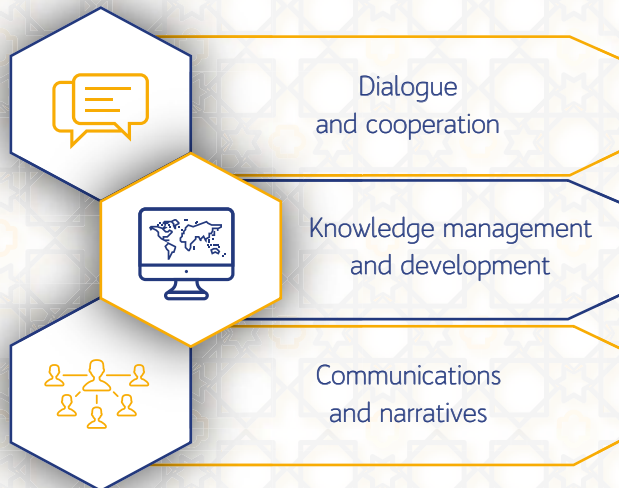 Dialogue
and cooperation
Knowledge management
and development
Communications
and narratives